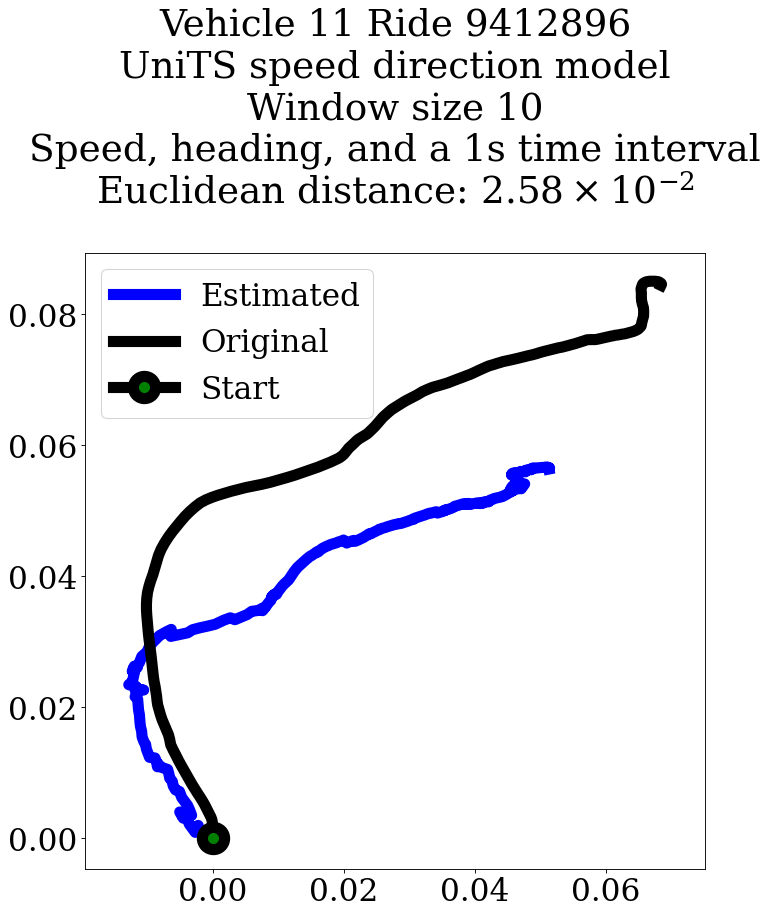 Vehicle 11 Ride 9412896
UniTS speed direction model
Window size 10
Speed, heading, and a 1s time interval
Euclidean distance: 2.58 × 10⁻²
Estimated
Original
Start
0.08
0.06
0.04
0.02
0.00
0.00 0.02 0.04 0.06